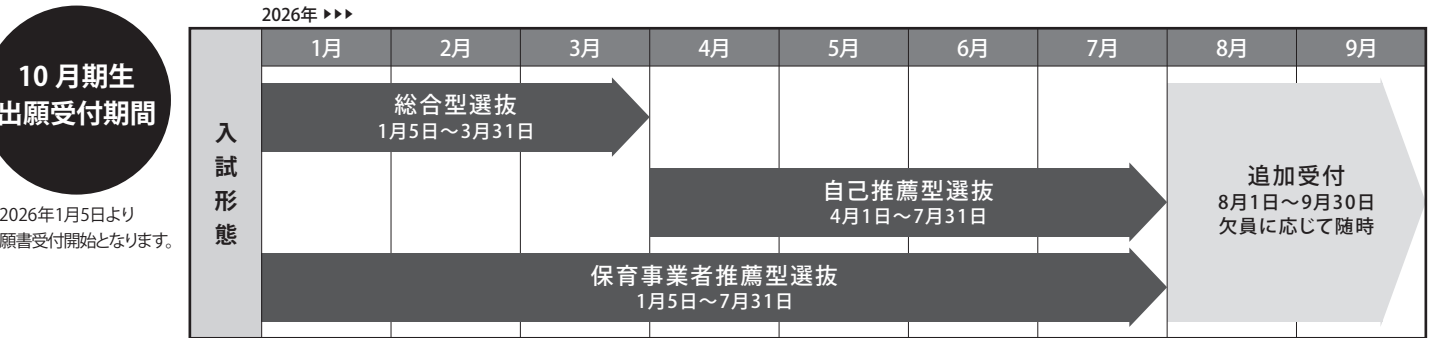 2026年 ▶▶▶
10月期生
出願受付期間
2026年1月5日より
願書受付開始となります。
入試形態
1月 2月 3月 4月 5月 6月 7月 8月 9月
総合型選抜
1月5日〜3月31日
自己推薦型選抜
4月1日〜7月31日
保育事業者推薦型選抜
1月5日〜7月31日
追加受付
8月1日〜9月30日
欠員に応じて随時